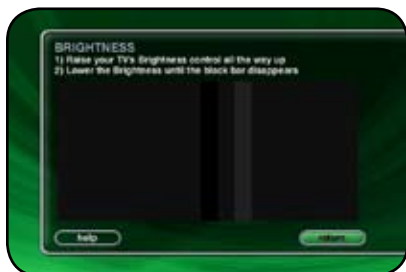 BRIGHTNESS
1) Raise your TV's Brightness control all the way up
2) Lower the Brightness until the black bar disappears
help
return